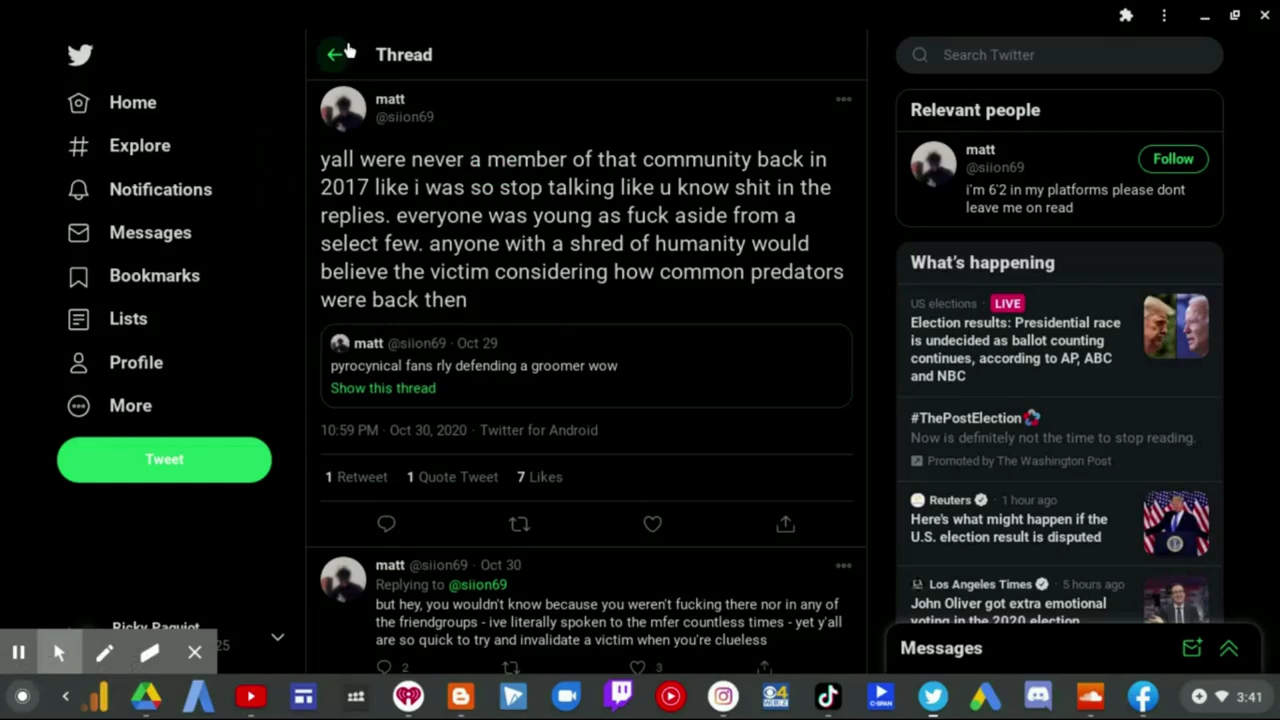 Thread
Search Twitter
Home
Explore
Notifications
Messages
Bookmarks
Lists
Profile
More
Tweet
matt
@siion69
yall were never a member of that community back in
2017 like i was so stop talking like u know shit in the
replies. everyone was young as fuck aside from a
select few. anyone with a shred of humanity would
believe the victim considering how common predators
were back then
matt @siion69 · Oct 29
pyrocynical fans rly defending a groomer wow
Show this thread
10:59 PM · Oct 30, 2020 · Twitter for Android
1 Retweet 1 Quote Tweet 7 Likes
matt @siion69 · Oct 30
Replying to @siion69
but hey, you wouldn't know because you weren't fucking there nor in any of
the friendgroups - ive literally spoken to the mfer countless times - yet y'all
are so quick to try and invalidate a victim when you're clueless
2 3
Relevant people
matt
@siion69
Follow
i'm 6'2 in my platforms please dont
leave me on read
What's happening
US elections · LIVE
Election results: Presidential race
is undecided as ballot counting
continues, according to AP, ABC
and NBC
#ThePostElection
Now is definitely not the time to stop reading.
Promoted by The Washington Post
Reuters · 1 hour ago
Here's what might happen if the
U.S. election result is disputed
Los Angeles Times · 5 hours ago
John Oliver got extra emotional
voting in the 2020 election
Messages
25
3:41